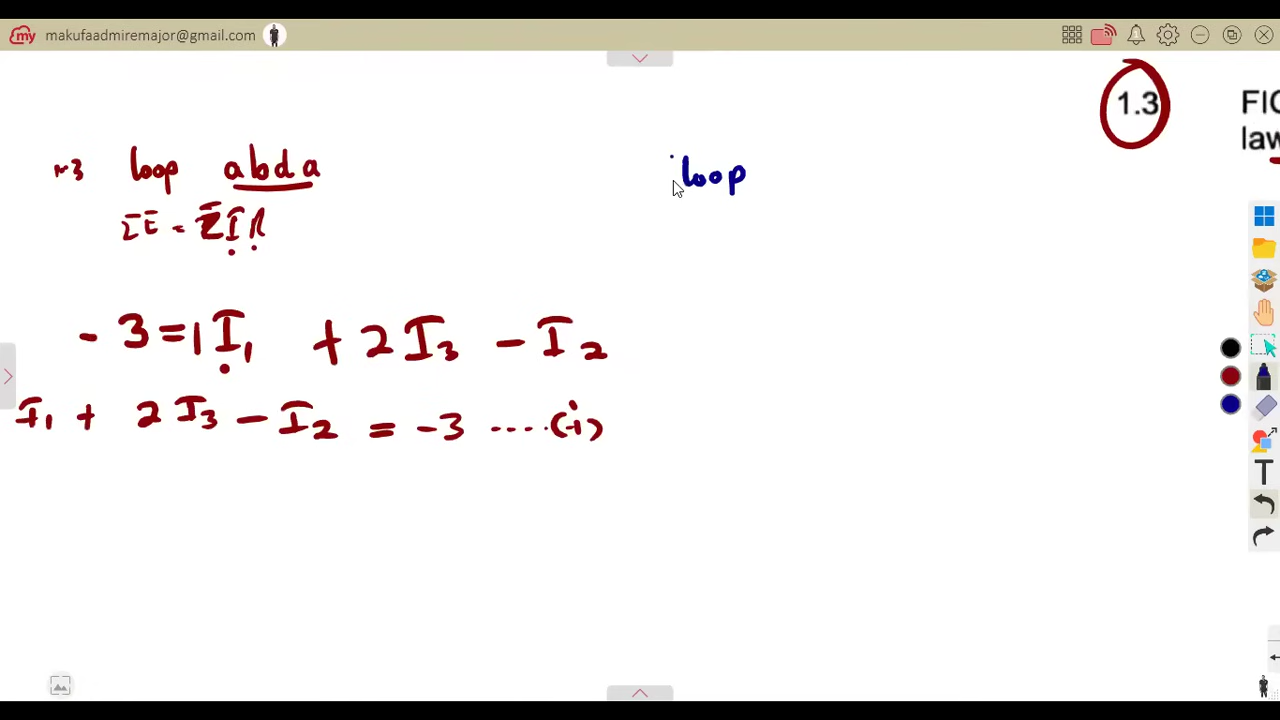 my makufaadmiremajor@gmail.com
1.3
FIG
law
loop abda
ΣE = ΣIR
loop
- 3 = 1I₁ + 2I₃ - I₂
I₁ + 2I₃ - I₂ = -3 ....(i)
T